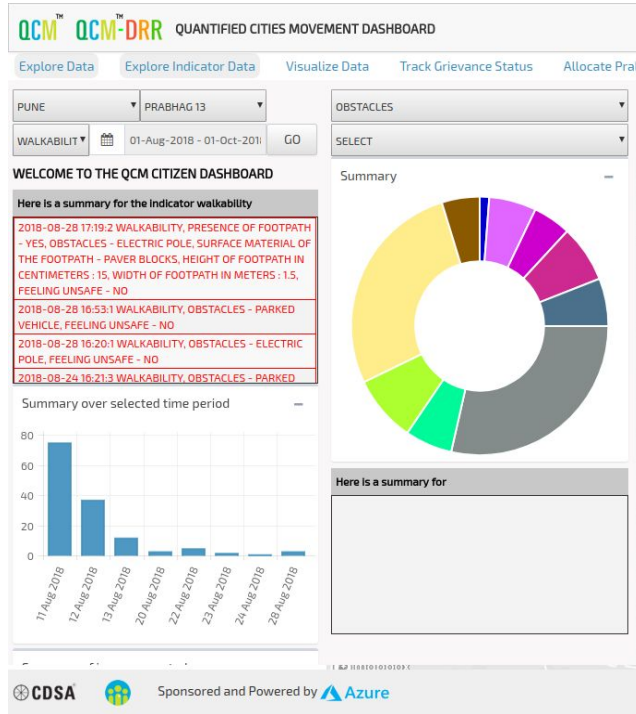 QCM™ QCM™-DRR QUANTIFIED CITIES MOVEMENT DASHBOARD
Explore Data Explore Indicator Data Visualize Data Track Grievance Status Allocate Pra
PUNE PRABHAG 13 OBSTACLES
WALKABILIT 01-Aug-2018 - 01-Oct-201 GO SELECT
WELCOME TO THE QCM CITIZEN DASHBOARD
Here is a summary for the indicator walkability
2018-08-28 17:19:2 WALKABILITY, PRESENCE OF FOOTPATH
- YES, OBSTACLES - ELECTRIC POLE, SURFACE MATERIAL OF
THE FOOTPATH - PAVER BLOCKS, HEIGHT OF FOOTPATH IN
CENTIMETERS : 15, WIDTH OF FOOTPATH IN METERS : 1.5,
FEELING UNSAFE - NO
2018-08-28 16:53:1 WALKABILITY, OBSTACLES - PARKED
VEHICLE, FEELING UNSAFE - NO
2018-08-28 16:20:1 WALKABILITY, OBSTACLES - ELECTRIC
POLE, FEELING UNSAFE - NO
2018-08-24 16:21:3 WALKABILITY, OBSTACLES - PARKED
Summary over selected time period
80
60
40
20
0
11 Aug 2018
12 Aug 2018
13 Aug 2018
20 Aug 2018
22 Aug 2018
23 Aug 2018
24 Aug 2018
28 Aug 2018
Summary
Here is a summary for
CDSA Sponsored and Powered by Azure